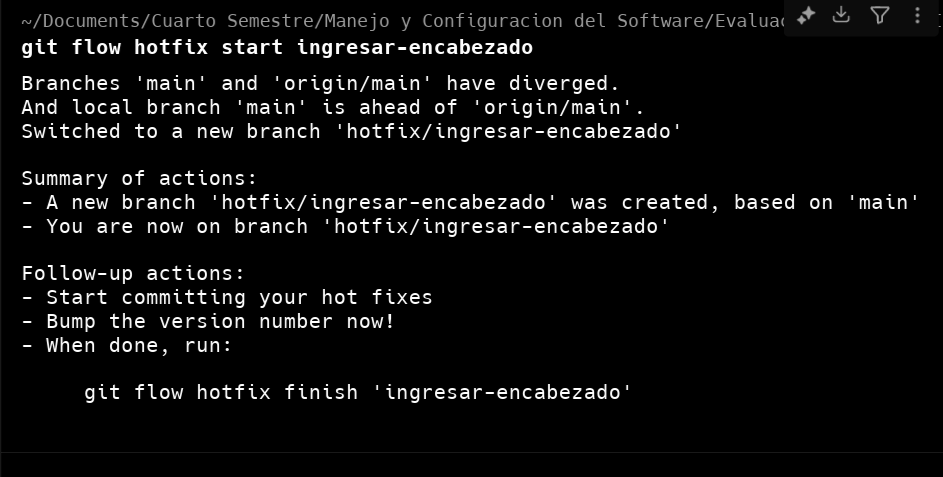 ~/Documents/Cuarto Semestre/Manejo y Configuracion del Software/Evaluac
git flow hotfix start ingresar-encabezado
Branches 'main' and 'origin/main' have diverged.
And local branch 'main' is ahead of 'origin/main'.
Switched to a new branch 'hotfix/ingresar-encabezado'
Summary of actions:
- A new branch 'hotfix/ingresar-encabezado' was created, based on 'main'
- You are now on branch 'hotfix/ingresar-encabezado'
Follow-up actions:
- Start committing your hot fixes
- Bump the version number now!
- When done, run:
git flow hotfix finish 'ingresar-encabezado'